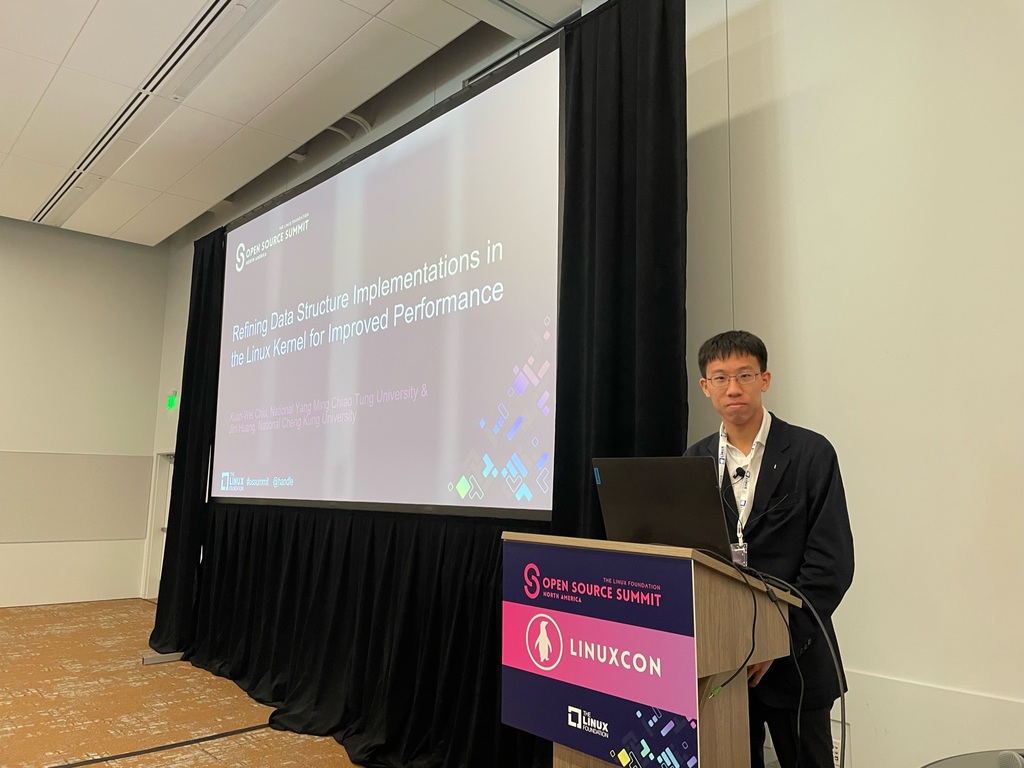 THE LINUX FOUNDATION
OPEN SOURCE SUMMIT
NORTH AMERICA
Refining Data Structure Implementations in
the Linux Kernel for Improved Performance
Kuan-Wei Chiu, National Yang Ming Chiao Tung University &
Jim Huang, National Cheng Kung University
THE
LINUX
FOUNDATION
#ossummit @handle
THE LINUX FOUNDATION
OPEN SOURCE SUMMIT
NORTH AMERICA
LINUXCON
THE
LINUX
FOUNDATION